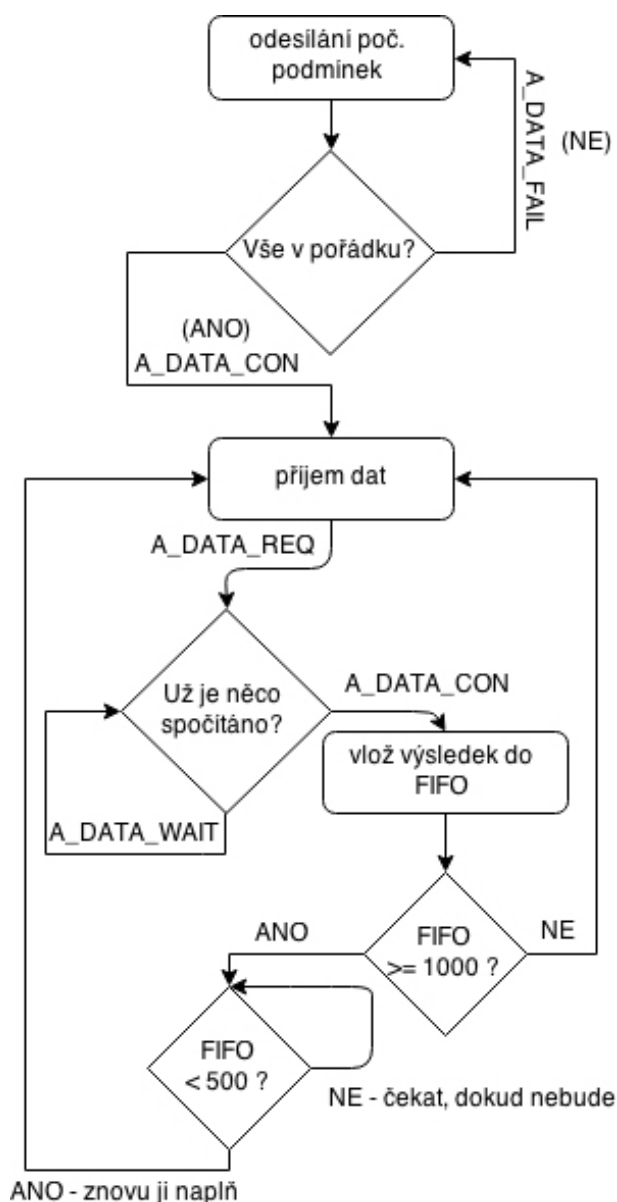 odesílání poč.
podmínek
A_DATA_FAIL
(NE)
Vše v pořádku?
(ANO)
A_DATA_CON
přijem dat
A_DATA_REQ
Už je něco
spočítáno?
A_DATA_CON
vlož výsledek do
FIFO
A_DATA_WAIT
ANO
FIFO
>= 1000 ?
NE
FIFO
< 500 ?
NE - čekat, dokud nebude
ANO - znovu ji naplň